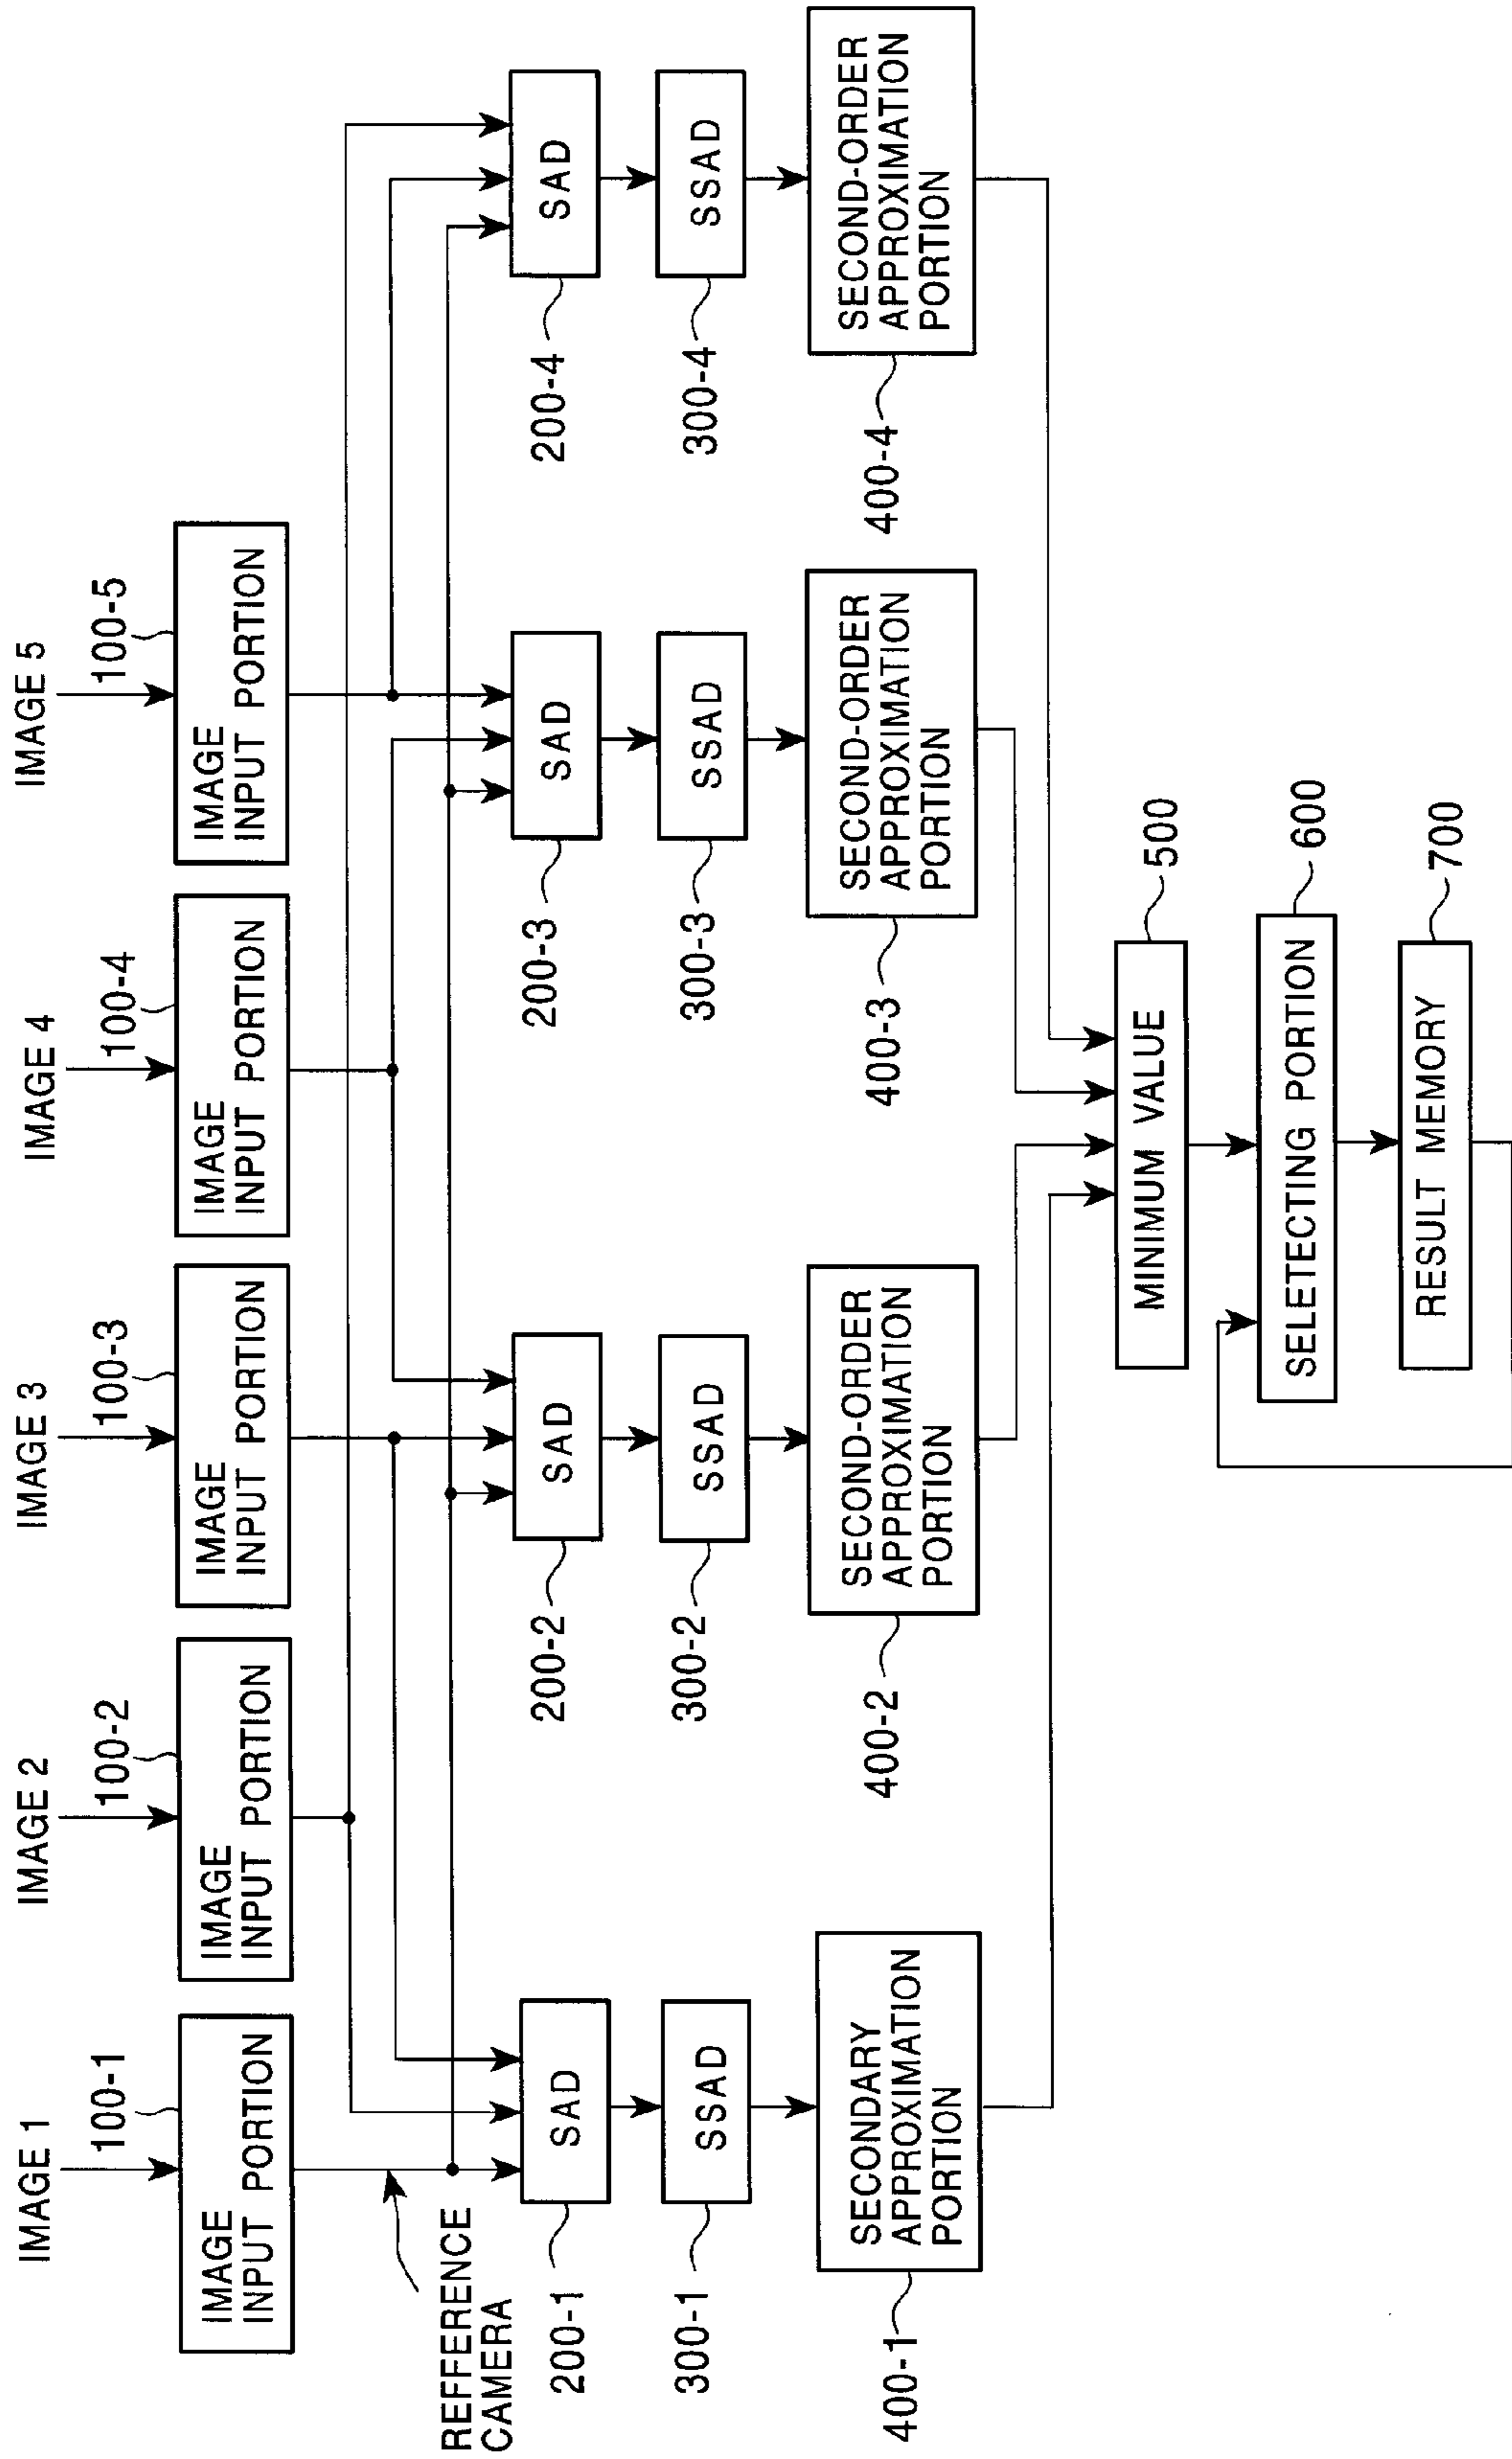 IMAGE 1
IMAGE 2
IMAGE 3
IMAGE 4
IMAGE 5
100-1
100-2
100-3
100-4
100-5
IMAGE
INPUT PORTION
IMAGE
INPUT PORTION
IMAGE
INPUT PORTION
IMAGE
INPUT PORTION
IMAGE
INPUT PORTION
REFFERENCE
CAMERA
SAD
SAD
SAD
SAD
200-1
200-2
200-3
200-4
SSAD
SSAD
SSAD
SSAD
300-1
300-2
300-3
300-4
SECONDARY
APPROXIMATION
PORTION
SECOND-ORDER
APPROXIMATION
PORTION
SECOND-ORDER
APPROXIMATION
PORTION
SECOND-ORDER
APPROXIMATION
PORTION
400-1
400-2
400-3
400-4
MINIMUM VALUE
500
SELETECTING PORTION
600
RESULT MEMORY
700